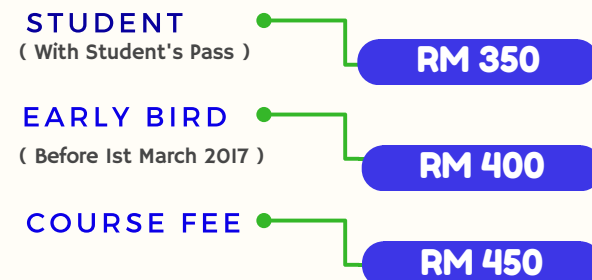 STUDENT
( With Student's Pass )
RM 350
EARLY BIRD
( Before 1st March 2017 )
RM 400
COURSE FEE
RM 450